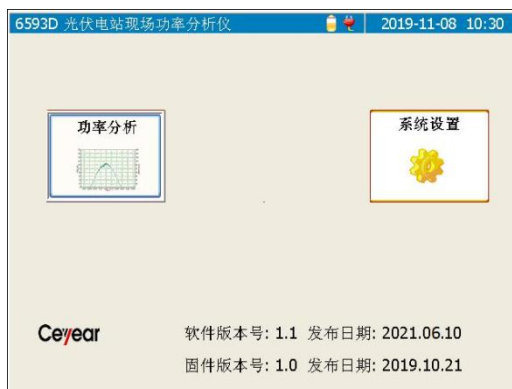 6593D 光伏电站现场功率分析仪 2019-11-08 10:30
功率分析 系统设置
Ceyear
软件版本号: 1.1 发布日期: 2021.06.10
固件版本号: 1.0 发布日期: 2019.10.21